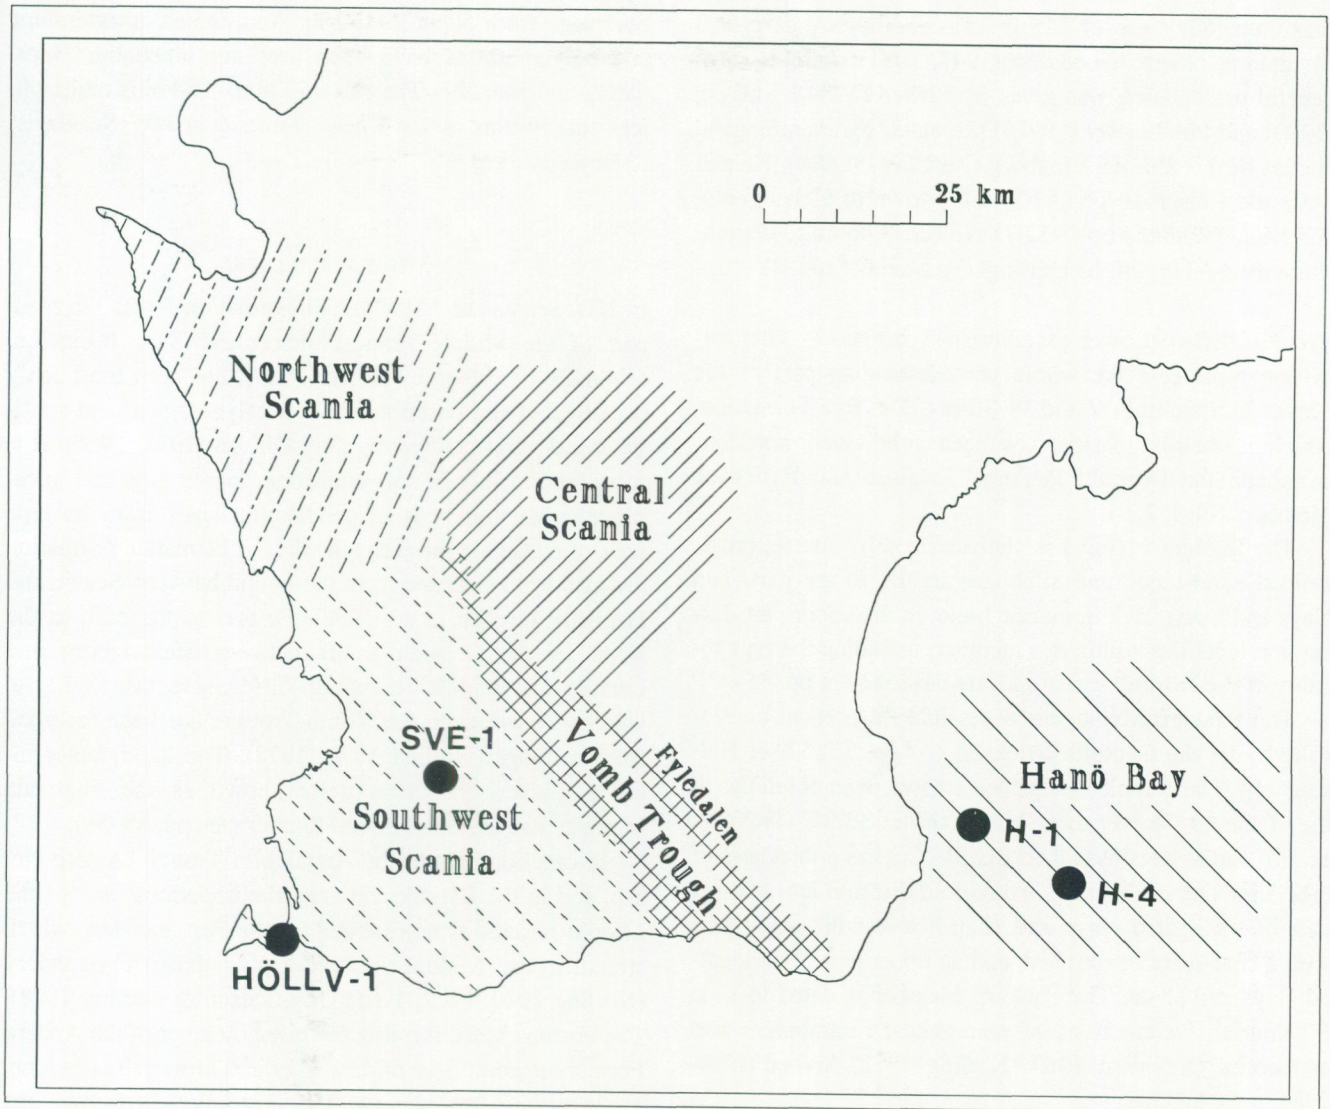 0 25 km
Northwest
Scania
Central
Scania
SVE-1
Southwest
Scania
Vomb Trough
Fyledalen
Hanö Bay
H-1
H-4
HÖLLV-1